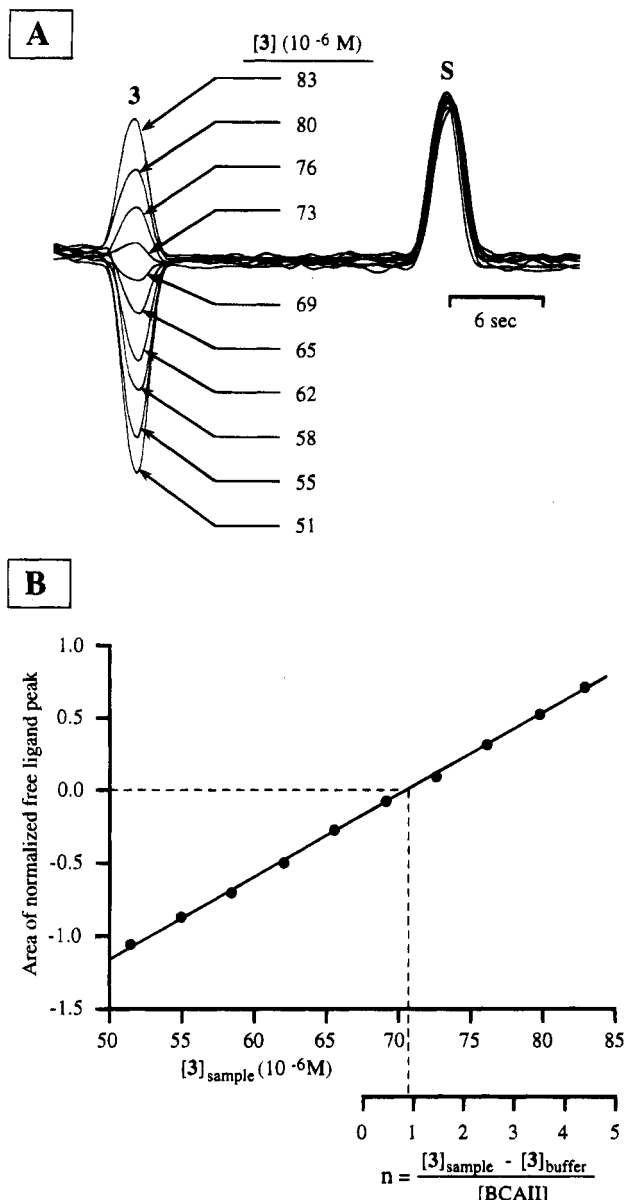 A
[3] (10 -6 M)
3
S
83
80
76
73
69
65
62
58
55
51
6 sec
B
Area of normalized free ligand peak
1.0
0.5
0.0
-0.5
-1.0
-1.5
50 55 60 65 70 75 80 85
[3]sample (10 -6M)
0 1 2 3 4 5
n = [3]sample - [3]buffer
[BCAII]